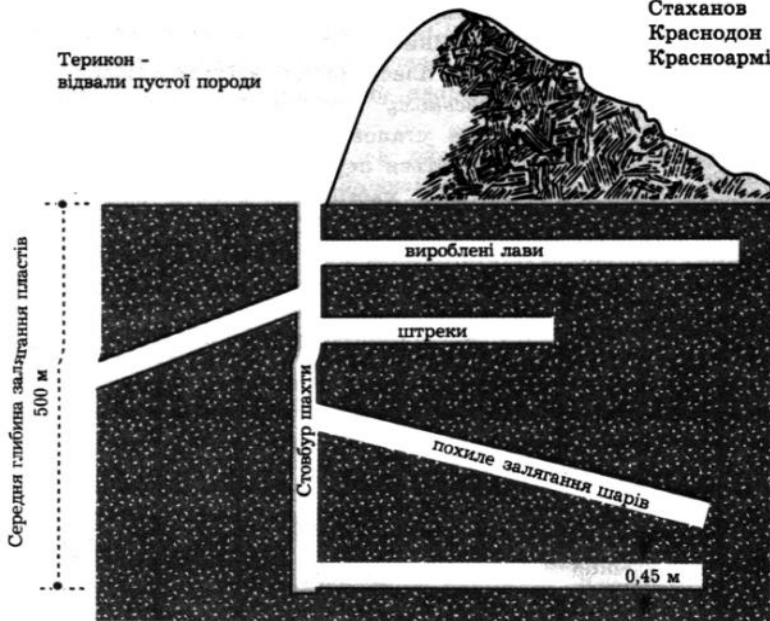 Стаханов
Краснодон
Красноармі
Терикон –
відвали пустої породи
вироблені лави
штреки
Середня глибина залягання пластів
500 м
Стовбур шахти
похиле залягання шарів
0,45 м